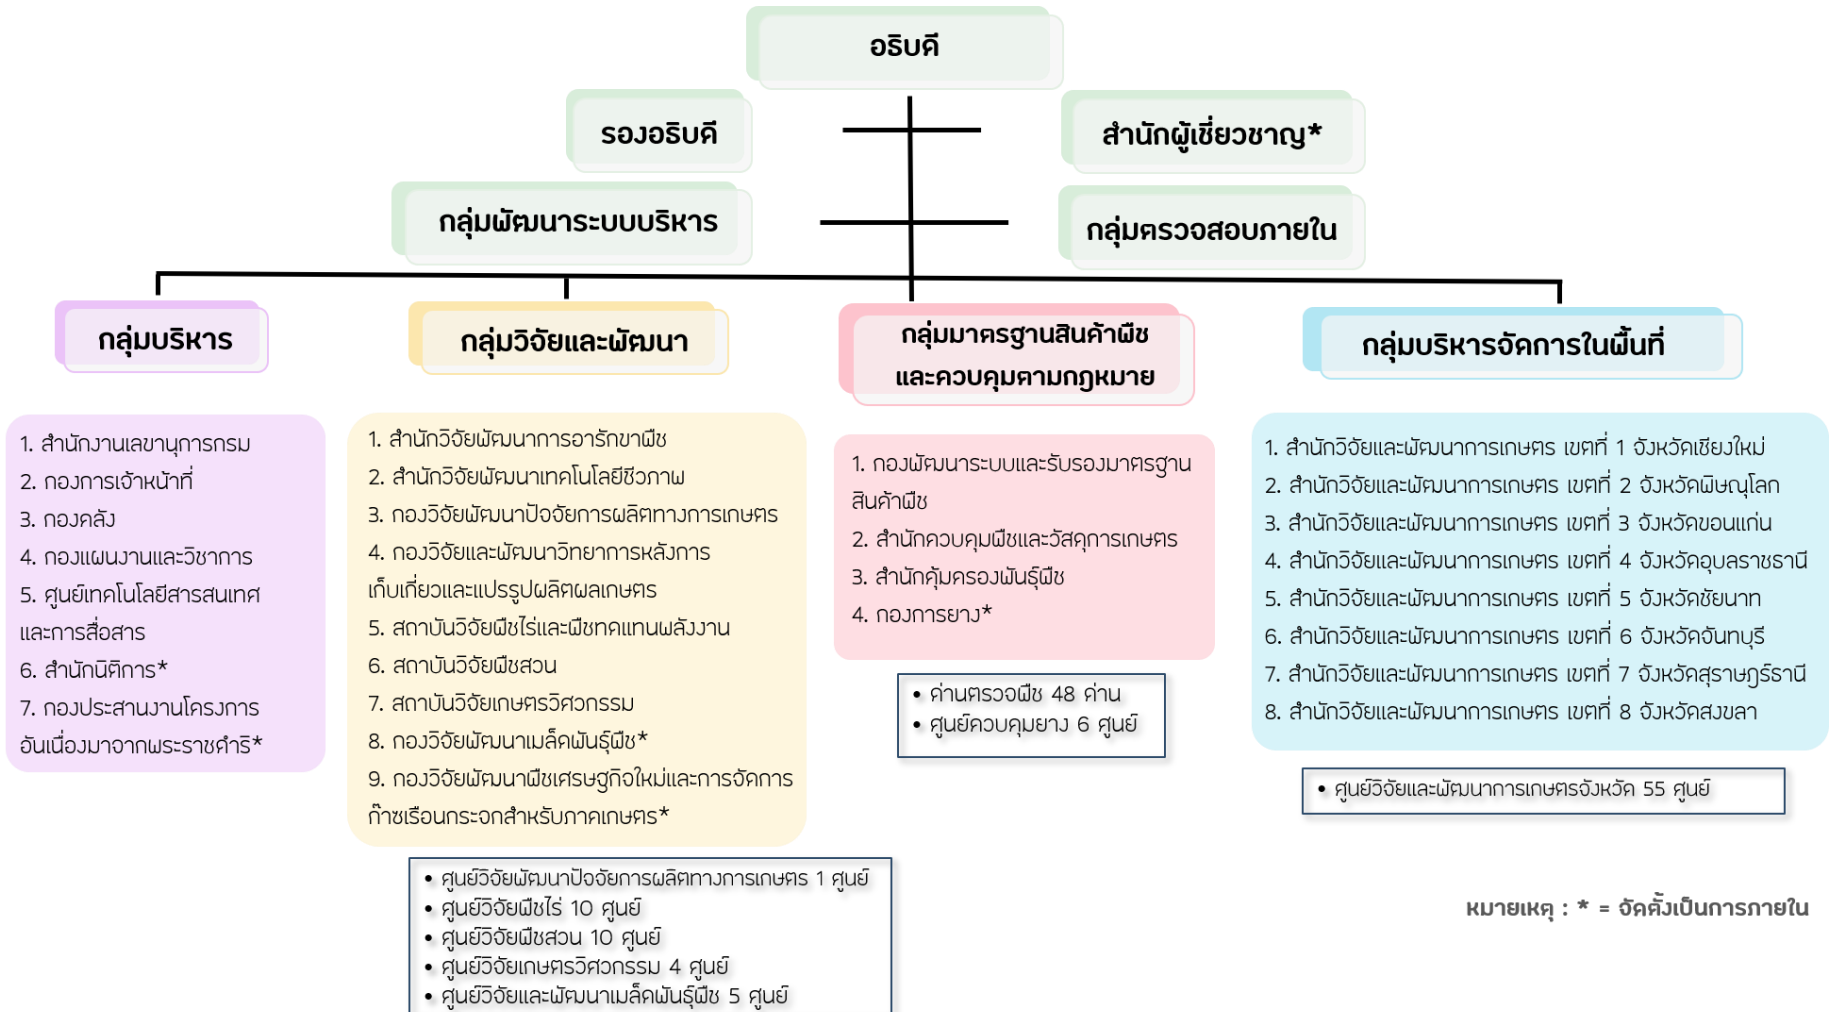 อธิบดี
รองอธิบดี
สำนักผู้เชี่ยวชาญ*
กลุ่มพัฒนาระบบบริหาร
กลุ่มตรวจสอบภายใน
กลุ่มบริหาร
1. สำนักงานเลขานุการกรม
2. กองการเจ้าหน้าที่
3. กองคลัง
4. กองแผนงานและวิชาการ
5. ศูนย์เทคโนโลยีสารสนเทศ
และการสื่อสาร
6. สำนักนิติการ*
7. กองประสานงานโครงการ
อันเนื่องมาจากพระราชดำริ*
กลุ่มวิจัยและพัฒนา
1. สำนักวิจัยพัฒนาการอารักขาพืช
2. สำนักวิจัยพัฒนาเทคโนโลยีชีวภาพ
3. กองวิจัยพัฒนาปัจจัยการผลิตทางการเกษตร
4. กองวิจัยและพัฒนาวิทยาการหลังการ
เก็บเกี่ยวและแปรรูปผลิตผลเกษตร
5. สถาบันวิจัยพืชไร่และพืชทดแทนพลังงาน
6. สถาบันวิจัยพืชสวน
7. สถาบันวิจัยเกษตรวิศวกรรม
8. กองวิจัยพัฒนาเมล็ดพันธุ์พืช*
9. กองวิจัยพัฒนาพืชเศรษฐกิจใหม่และการจัดการ
ก๊าซเรือนกระจกสำหรับภาคเกษตร*
• ศูนย์วิจัยพัฒนาปัจจัยการผลิตทางการเกษตร 1 ศูนย์
• ศูนย์วิจัยพืชไร่ 10 ศูนย์
• ศูนย์วิจัยพืชสวน 10 ศูนย์
• ศูนย์วิจัยเกษตรวิศวกรรม 4 ศูนย์
• ศูนย์วิจัยและพัฒนาเมล็ดพันธุ์พืช 5 ศูนย์
กลุ่มมาตรฐานสินค้าพืช
และควบคุมตามกฎหมาย
1. กองพัฒนาระบบและรับรองมาตรฐาน
สินค้าพืช
2. สำนักควบคุมพืชและวัสดุการเกษตร
3. สำนักคุ้มครองพันธุ์พืช
4. กองการยาง*
• ด่านตรวจพืช 48 ด่าน
• ศูนย์ควบคุมยาง 6 ศูนย์
กลุ่มบริหารจัดการในพื้นที่
1. สำนักวิจัยและพัฒนาการเกษตร เขตที่ 1 จังหวัดเชียงใหม่
2. สำนักวิจัยและพัฒนาการเกษตร เขตที่ 2 จังหวัดพิษณุโลก
3. สำนักวิจัยและพัฒนาการเกษตร เขตที่ 3 จังหวัดขอนแก่น
4. สำนักวิจัยและพัฒนาการเกษตร เขตที่ 4 จังหวัดอุบลราชธานี
5. สำนักวิจัยและพัฒนาการเกษตร เขตที่ 5 จังหวัดชัยนาท
6. สำนักวิจัยและพัฒนาการเกษตร เขตที่ 6 จังหวัดจันทบุรี
7. สำนักวิจัยและพัฒนาการเกษตร เขตที่ 7 จังหวัดสุราษฎร์ธานี
8. สำนักวิจัยและพัฒนาการเกษตร เขตที่ 8 จังหวัดสงขลา
• ศูนย์วิจัยและพัฒนาการเกษตรจังหวัด 55 ศูนย์
หมายเหตุ : * = จัดตั้งเป็นการภายใน